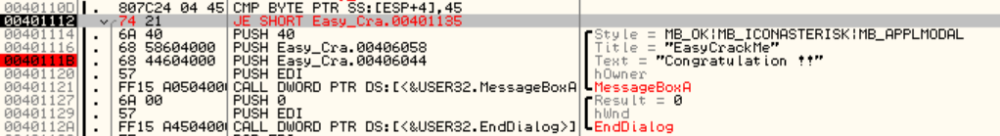 0040110D . 807C24 04 45 CMP BYTE PTR SS:[ESP+4],45
00401112 . 74 21 JE SHORT Easy_Cra.00401135
00401114 . 6A 40 PUSH 40 Style = MB_OK|MB_ICONASTERISK|MB_APPLMODAL
00401116 . 68 58604000 PUSH Easy_Cra.00406058 Title = "EasyCrackMe"
0040111B . 68 44604000 PUSH Easy_Cra.00406044 Text = "Congratulation !!"
00401120 . 57 PUSH EDI hOwner
00401121 . FF15 A0504000 CALL DWORD PTR DS:[<&USER32.MessageBoxA MessageBoxA
00401127 . 6A 00 PUSH 0 Result = 0
00401129 . 57 PUSH EDI hWnd
0040112A . FF15 A4504000 CALL DWORD PTR DS:[<&USER32.EndDialog>] EndDialog